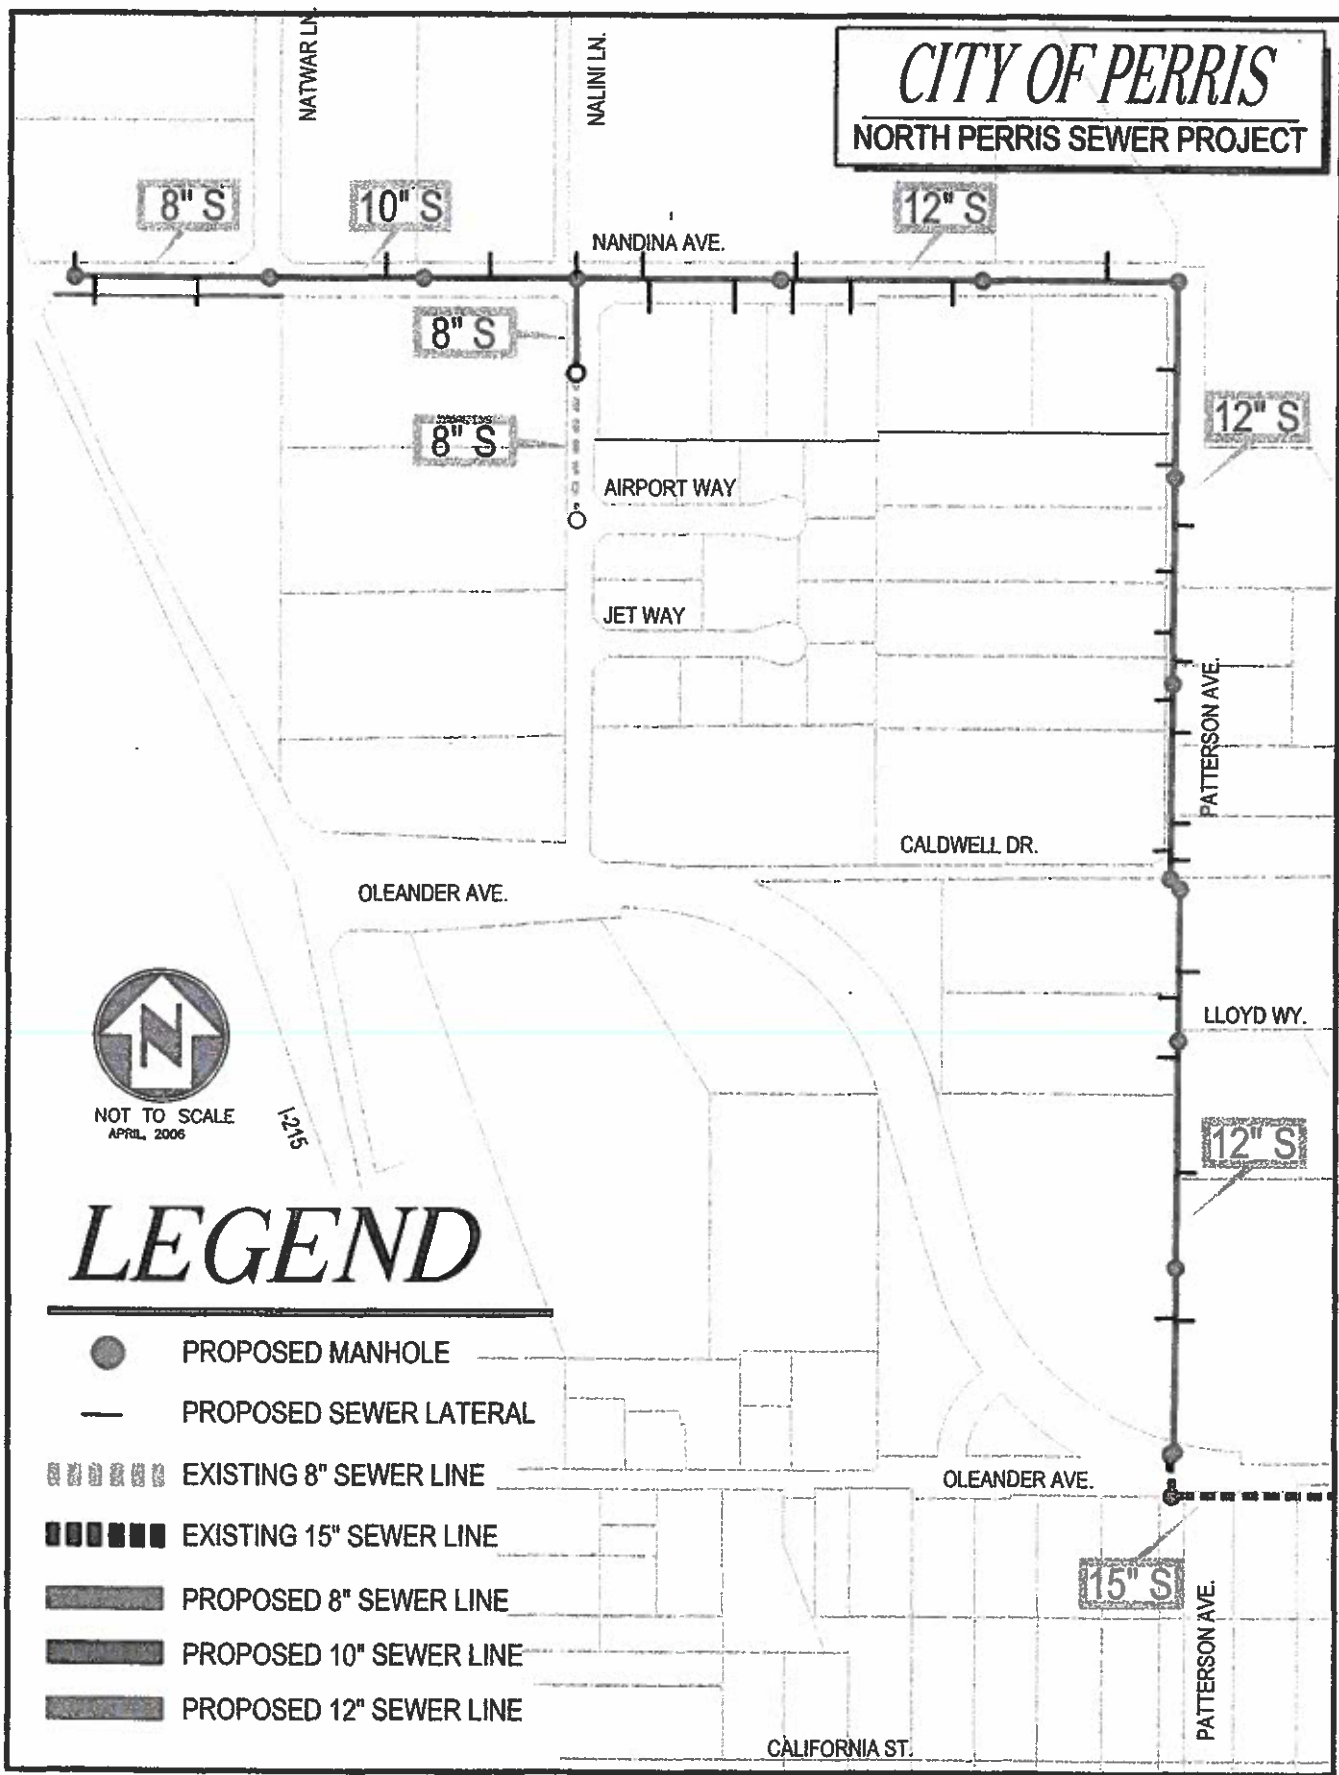 NATWAR LN.
NALINI LN.
CITY OF PERRIS
NORTH PERRIS SEWER PROJECT
8" S
10" S
12" S
NANDINA AVE.
8" S
8" S
12" S
AIRPORT WAY
JET WAY
PATTERSON AVE.
CALDWELL DR.
OLEANDER AVE.
LLOYD WY.
N
NOT TO SCALE
APRIL, 2006
I-215
12" S
LEGEND
PROPOSED MANHOLE
PROPOSED SEWER LATERAL
EXISTING 8" SEWER LINE
OLEANDER AVE.
EXISTING 15" SEWER LINE
15" S
PROPOSED 8" SEWER LINE
PATTERSON AVE.
PROPOSED 10" SEWER LINE
PROPOSED 12" SEWER LINE
CALIFORNIA ST.